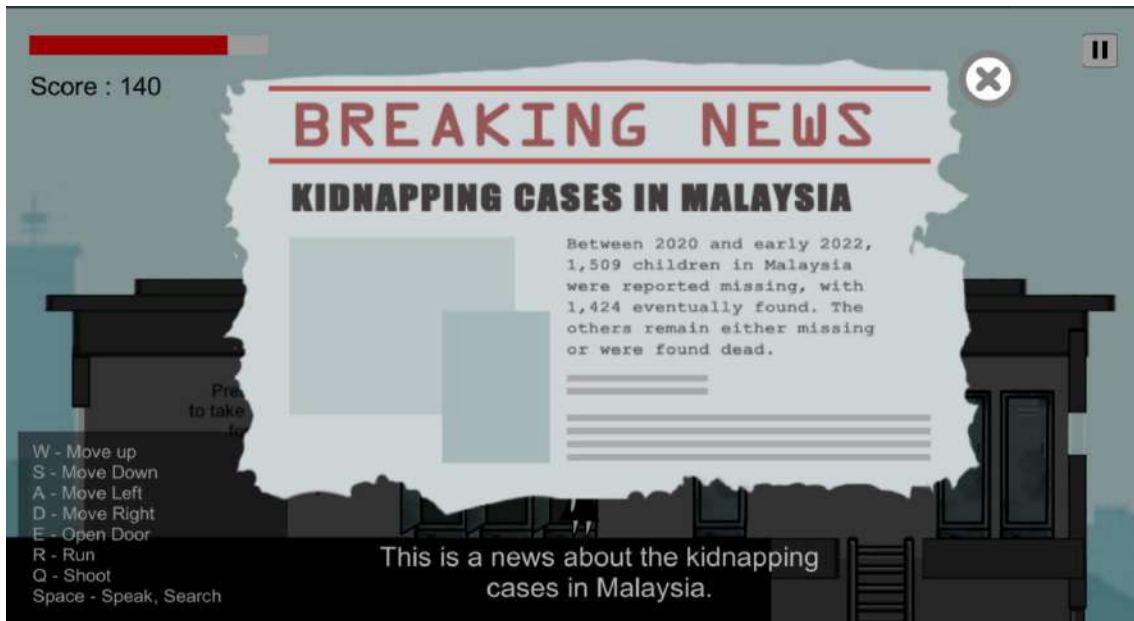 Score : 140
BREAKING NEWS
KIDNAPPING CASES IN MALAYSIA
Between 2020 and early 2022,
1,509 children in Malaysia
were reported missing, with
1,424 eventually found. The
others remain either missing
or were found dead.
to take
W - Move up
S - Move Down
A - Move Left
D - Move Right
E - Open Door
R - Run
Q - Shoot
Space - Speak, Search
This is a news about the kidnapping
cases in Malaysia.